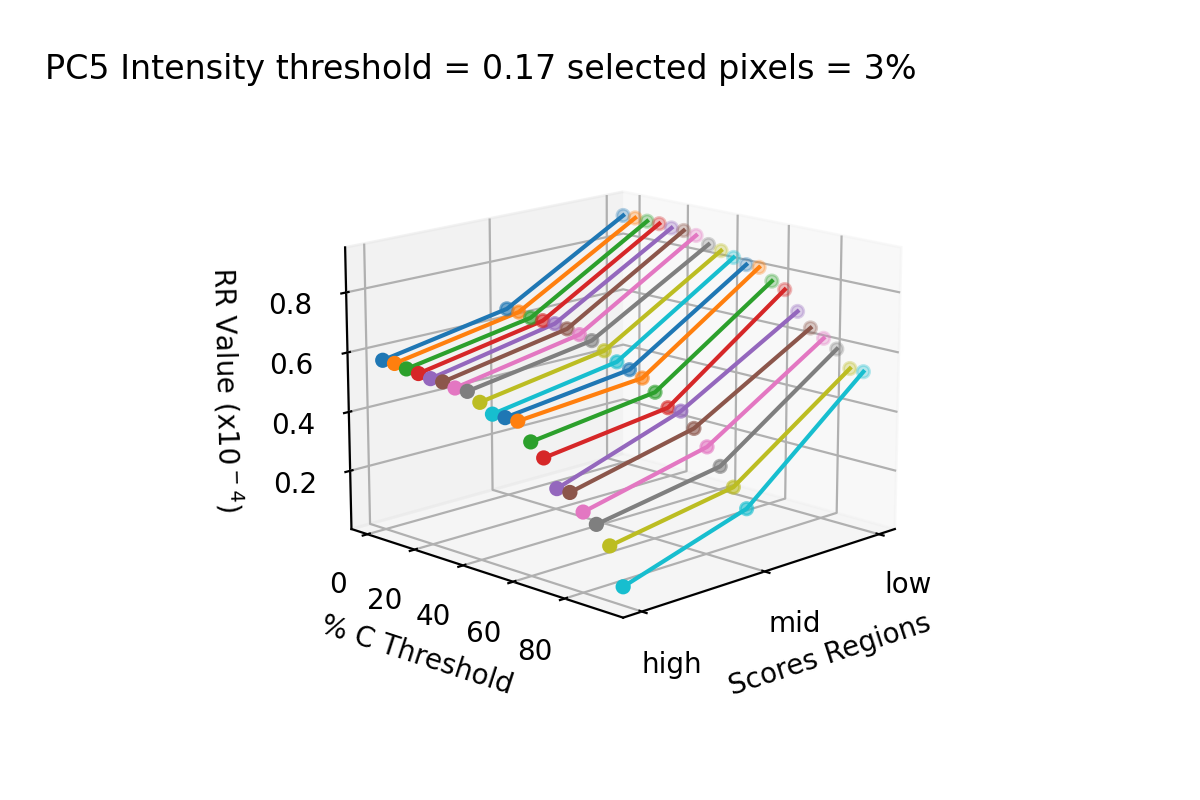 PC5 Intensity threshold = 0.17 selected pixels = 3%
RR Value (x10⁻⁴)
0.8
0.6
0.4
0.2
0
20
40
60
80
% C Threshold
high
mid
low
Scores Regions